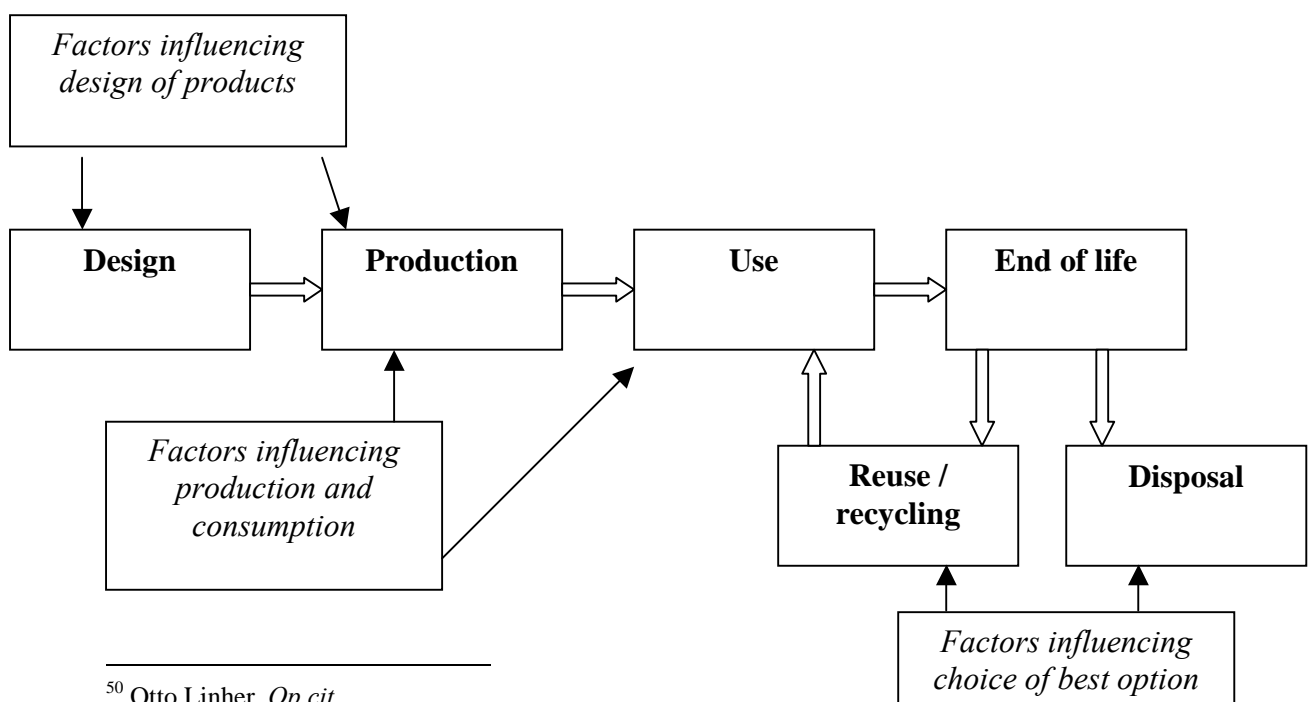 Factors influencing
design of products
Design
Production
Use
End of life
Factors influencing
production and
consumption
Reuse /
recycling
Disposal
Factors influencing
choice of best option
50 Otto Linher, Op cit